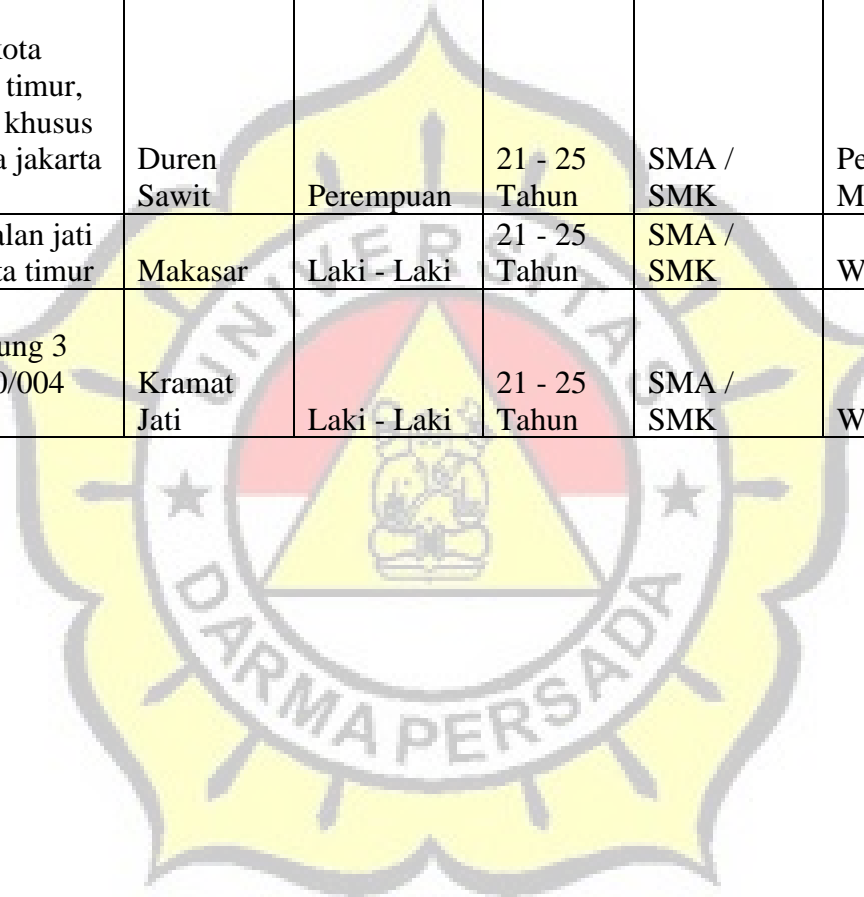 kota
timur,
khusus
a jakarta
Duren
Sawit
Perempuan
21 - 25
Tahun
SMA /
SMK
Pe
M
alan jati
ta timur
Makasar
Laki - Laki
21 - 25
Tahun
SMA /
SMK
W
ung 3
0/004
Kramat
Jati
Laki - Laki
21 - 25
Tahun
SMA /
SMK
W
UNIVERSITAS
DARMA PERSADA